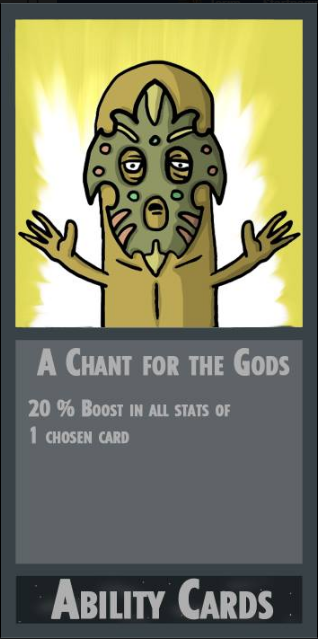 A Chant for the Gods
20 % Boost in all stats of
1 chosen card
Ability Cards